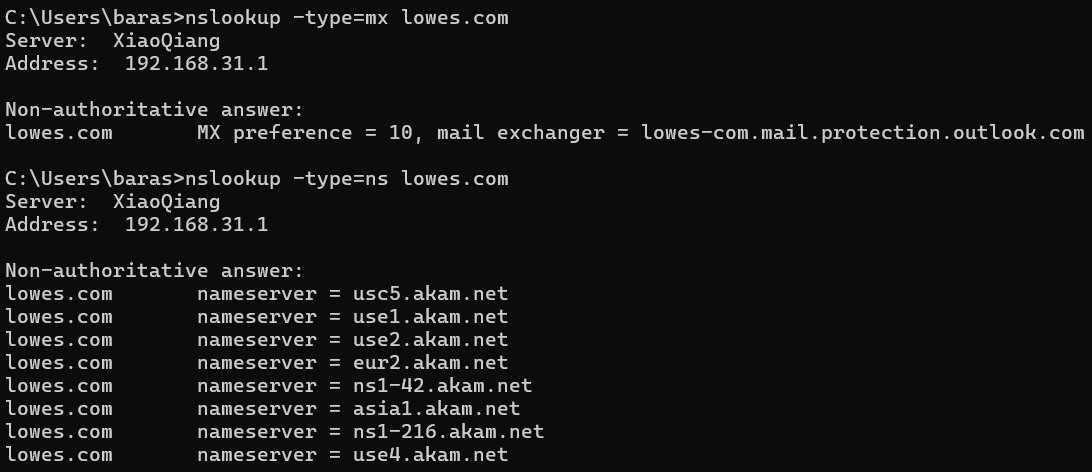 C:\Users\baras>nslookup -type=mx lowes.com
Server:  XiaoQiang
Address:  192.168.31.1

Non-authoritative answer:
lowes.com       MX preference = 10, mail exchanger = lowes-com.mail.protection.outlook.com

C:\Users\baras>nslookup -type=ns lowes.com
Server:  XiaoQiang
Address:  192.168.31.1

Non-authoritative answer:
lowes.com       nameserver = usc5.akam.net
lowes.com       nameserver = use1.akam.net
lowes.com       nameserver = use2.akam.net
lowes.com       nameserver = eur2.akam.net
lowes.com       nameserver = ns1-42.akam.net
lowes.com       nameserver = asia1.akam.net
lowes.com       nameserver = ns1-216.akam.net
lowes.com       nameserver = use4.akam.net